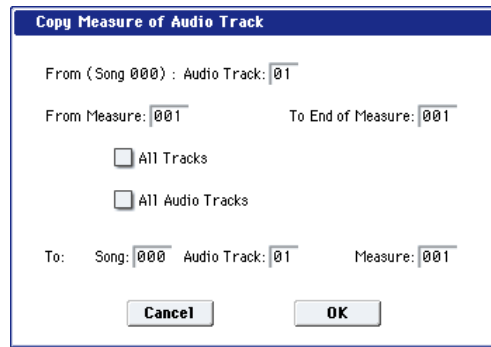 Copy Measure of Audio Track
From (Song 000) : Audio Track: 01
From Measure: 001 To End of Measure: 001
All Tracks
All Audio Tracks
To: Song: 000 Audio Track: 01 Measure: 001
Cancel OK